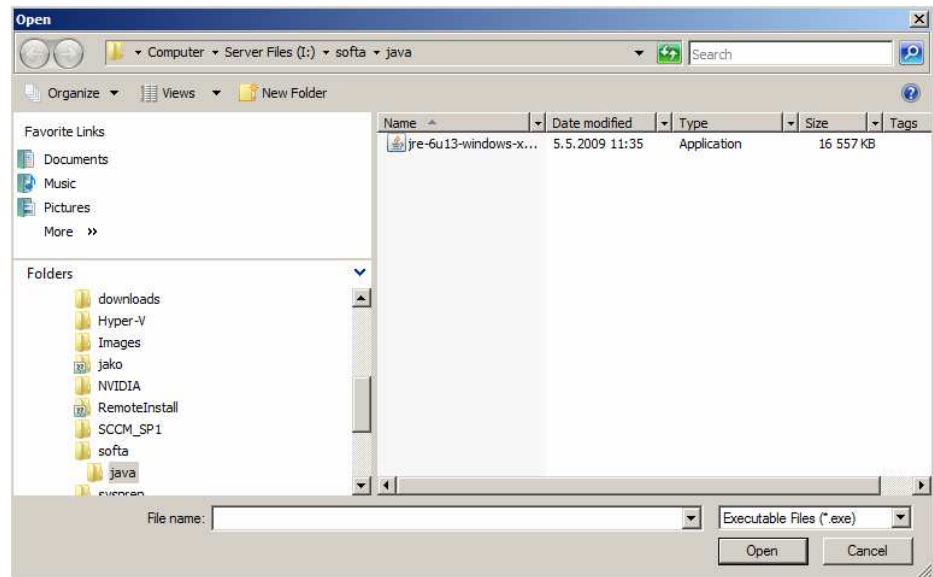 Open
Computer Server Files (I:) softa java Search
Organize Views New Folder
Favorite Links
Documents
Music
Pictures
More »
Folders
downloads
Hyper-V
Images
jako
NVIDIA
RemoteInstall
SCCM_SP1
softa
java
sysprep
Name Date modified Type Size Tags
jre-6u13-windows-x... 5.5.2009 11:35 Application 16 557 KB
File name: Executable Files (*.exe)
Open Cancel